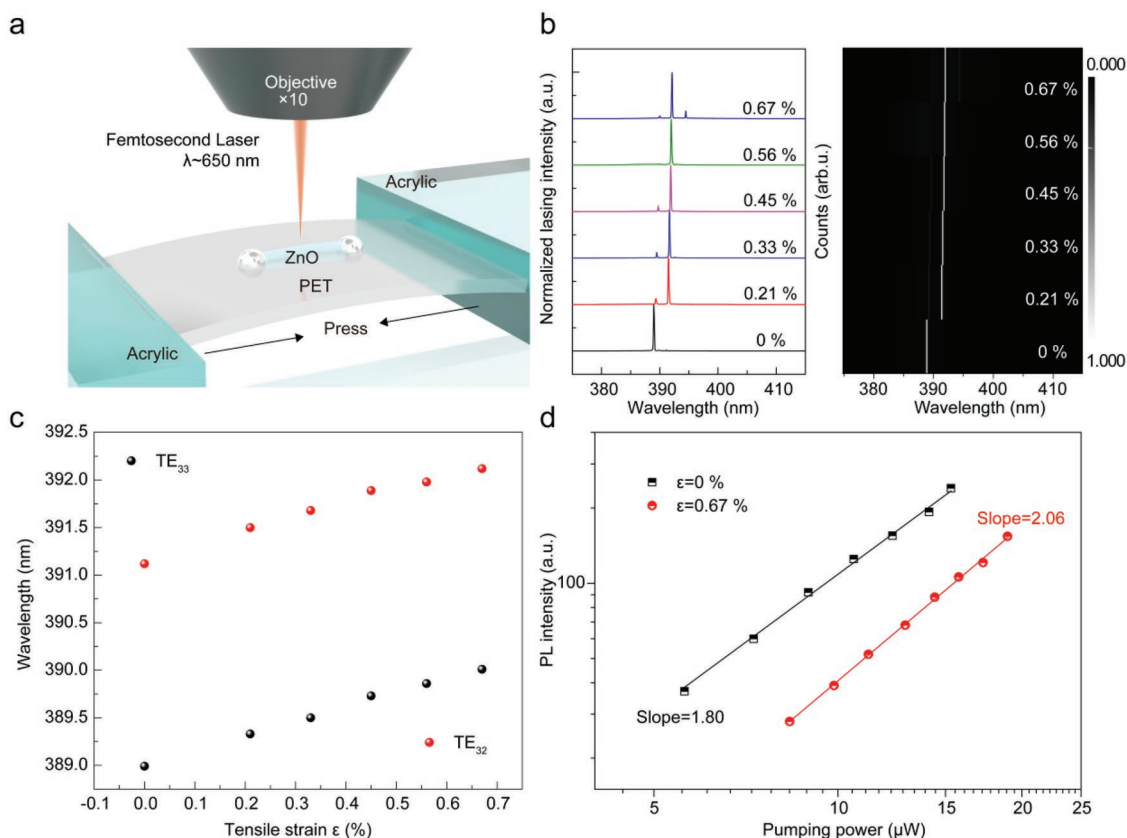 a
Objective
×10
Femtosecond Laser
λ~650 nm
Acrylic
ZnO
PET
Press
Acrylic
b
Normalized lasing intensity (a.u.)
0.67 %
0.56 %
0.45 %
0.33 %
0.21 %
0 %
380 390 400 410
Wavelength (nm)
Counts (arb.u.)
0.67 %
0.56 %
0.45 %
0.33 %
0.21 %
0 %
380 390 400 410
Wavelength (nm)
0.000
1.000
c
Wavelength (nm)
392.5
392.0
391.5
391.0
390.5
390.0
389.5
389.0
TE33
TE32
-0.1 0.0 0.1 0.2 0.3 0.4 0.5 0.6 0.7
Tensile strain ε (%)
d
PL intensity (a.u.)
100
ε=0 %
ε=0.67 %
Slope=2.06
Slope=1.80
5 10 15 20 25
Pumping power (µW)